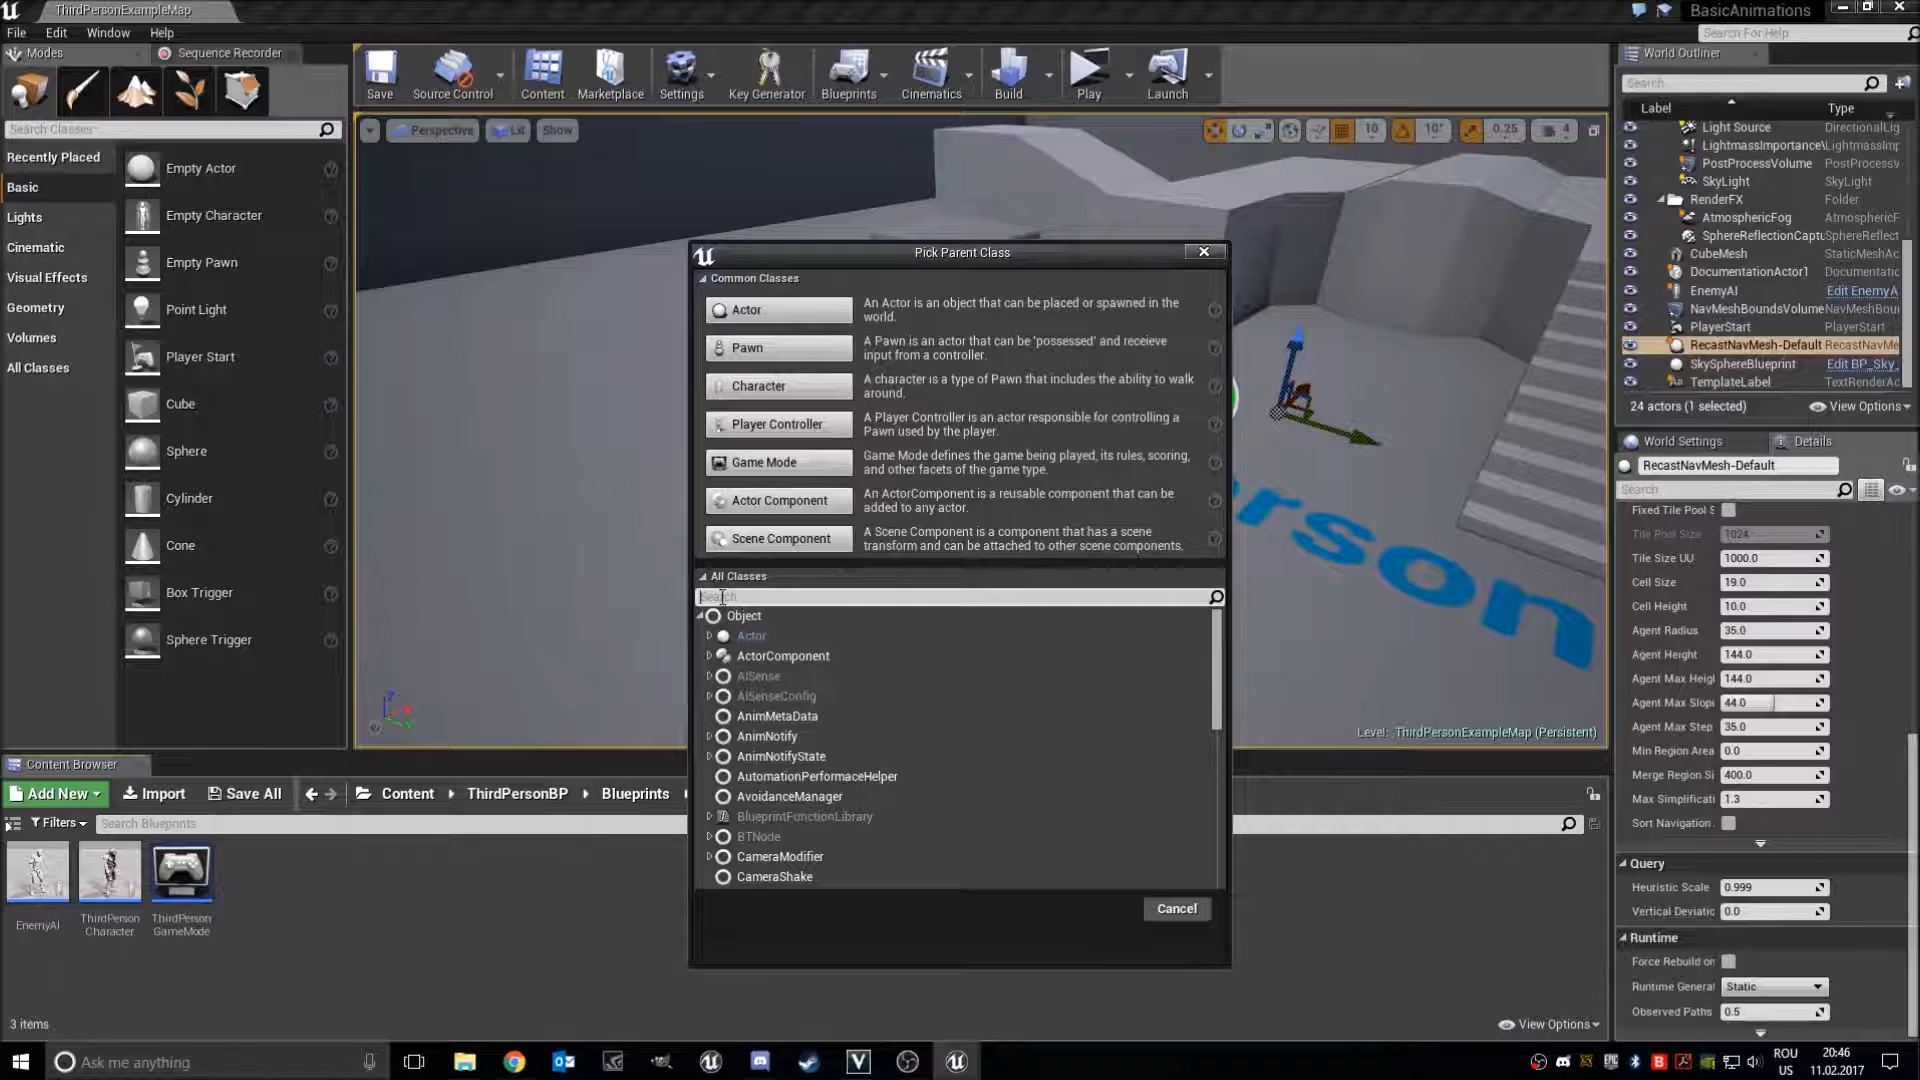 ThirdPersonExampleMap
BasicAnimations
File Edit Window Help
Search For Help
Modes
Sequence Recorder
Search Classes
Recently Placed
Basic
Lights
Cinematic
Visual Effects
Geometry
Volumes
All Classes
Empty Actor
Empty Character
Empty Pawn
Point Light
Player Start
Cube
Sphere
Cylinder
Cone
Box Trigger
Sphere Trigger
Save
Source Control
Content
Marketplace
Settings
Key Generator
Blueprints
Cinematics
Build
Play
Launch
Perspective
Lit
Show
10
10°
0.25
4
erson
Level: ThirdPersonExampleMap (Persistent)
Pick Parent Class
Common Classes
Actor
An Actor is an object that can be placed or spawned in the
world.
Pawn
A Pawn is an actor that can be 'possessed' and receieve
input from a controller.
Character
A character is a type of Pawn that includes the ability to walk
around.
Player Controller
A Player Controller is an actor responsible for controlling a
Pawn used by the player.
Game Mode
Game Mode defines the game being played, its rules, scoring,
and other facets of the game type.
Actor Component
An ActorComponent is a reusable component that can be
added to any actor.
Scene Component
A Scene Component is a component that has a scene
transform and can be attached to other scene components.
All Classes
Search
Object
Actor
ActorComponent
AISense
AISenseConfig
AnimMetaData
AnimNotify
AnimNotifyState
AutomationPerformaceHelper
AvoidanceManager
BlueprintFunctionLibrary
BTNode
CameraModifier
CameraShake
Cancel
World Outliner
Search
Label Type
Light Source DirectionalLig
LightmassImportance\ LightmassImp
PostProcessVolume PostProcessV
SkyLight SkyLight
RenderFX Folder
AtmosphericFog AtmosphericF
SphereReflectionCapt SphereReflect
CubeMesh StaticMeshAc
DocumentationActor1 Documentatic
EnemyAI Edit EnemyA
NavMeshBoundsVolume NavMeshBou
PlayerStart PlayerStart
RecastNavMesh-Default RecastNavMe
SkySphereBlueprint Edit BP_Sky
TemplateLabel TextRenderAc
24 actors (1 selected)
View Options
World Settings
Details
RecastNavMesh-Default
Search
Fixed Tile Pool S
Tile Pool Size 1024
Tile Size UU 1000.0
Cell Size 19.0
Cell Height 10.0
Agent Radius 35.0
Agent Height 144.0
Agent Max Heigl 144.0
Agent Max Slope 44.0
Agent Max Step 35.0
Min Region Area 0.0
Merge Region Si 400.0
Max Simplificati 1.3
Sort Navigation
Query
Heuristic Scale 0.999
Vertical Deviatic 0.0
Runtime
Force Rebuild on
Runtime Generat Static
Observed Paths 0.5
Content Browser
Add New
Import
Save All
Content
ThirdPersonBP
Blueprints
Filters
Search Blueprints
EnemyAI
ThirdPerson
Character
ThirdPerson
GameMode
3 items
View Options
Ask me anything
ROU
US
20:46
11.02.2017